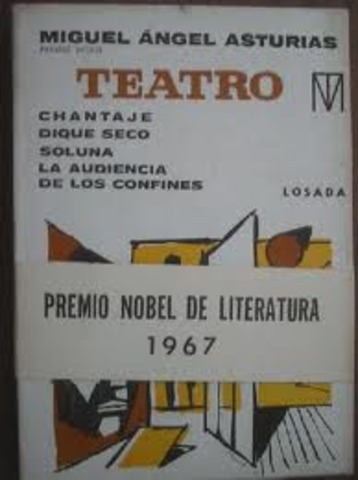 MIGUEL ÁNGEL ASTURIAS
TEATRO
CHANTAJE
DIQUE SECO
SOLUNA
LA AUDIENCIA
DE LOS CONFINES
LOSADA
PREMIO NOBEL DE LITERATURA
1967